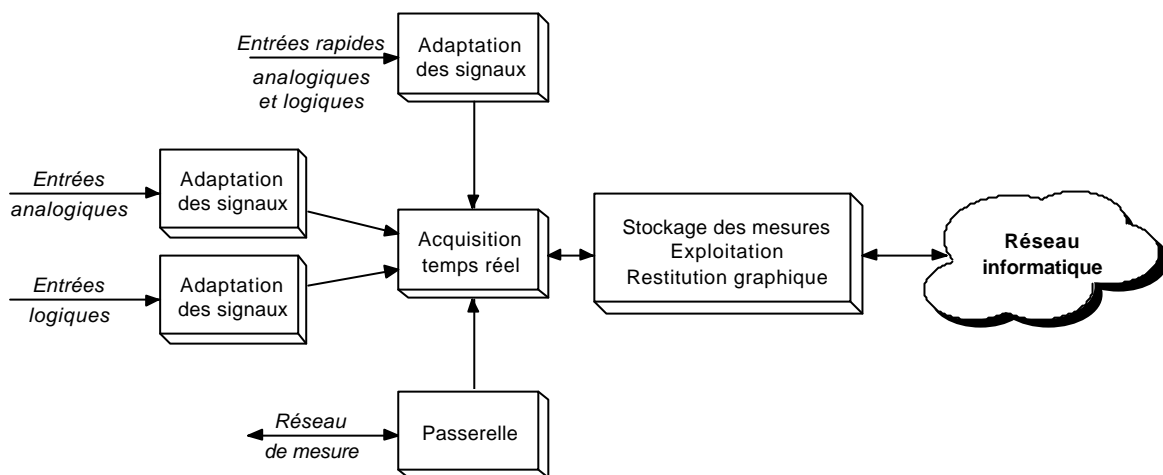 Entrées rapides
analogiques
et logiques
Adaptation
des signaux
Entrées
analogiques
Adaptation
des signaux
Entrées
logiques
Adaptation
des signaux
Acquisition
temps réel
Stockage des mesures
Exploitation
Restitution graphique
Réseau
informatique
Réseau
de mesure
Passerelle